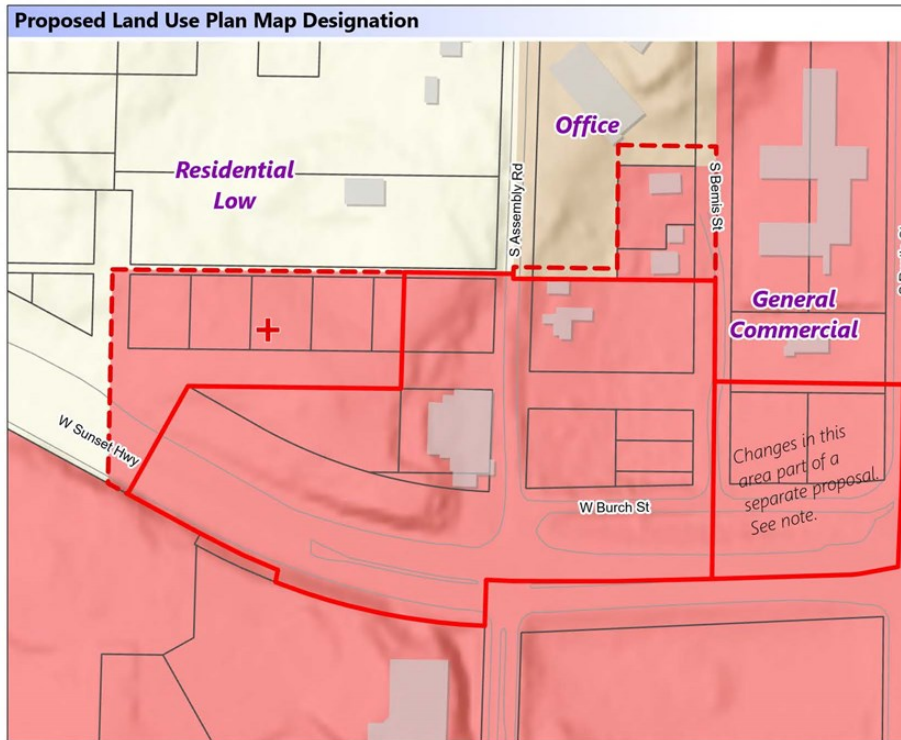 Proposed Land Use Plan Map Designation
Office
Residential
Low
S Assembly Rd
S Bemis St
General
Commercial
W Sunset Hwy
Changes in this
area part of a
separate proposal.
See note.
W Burch St